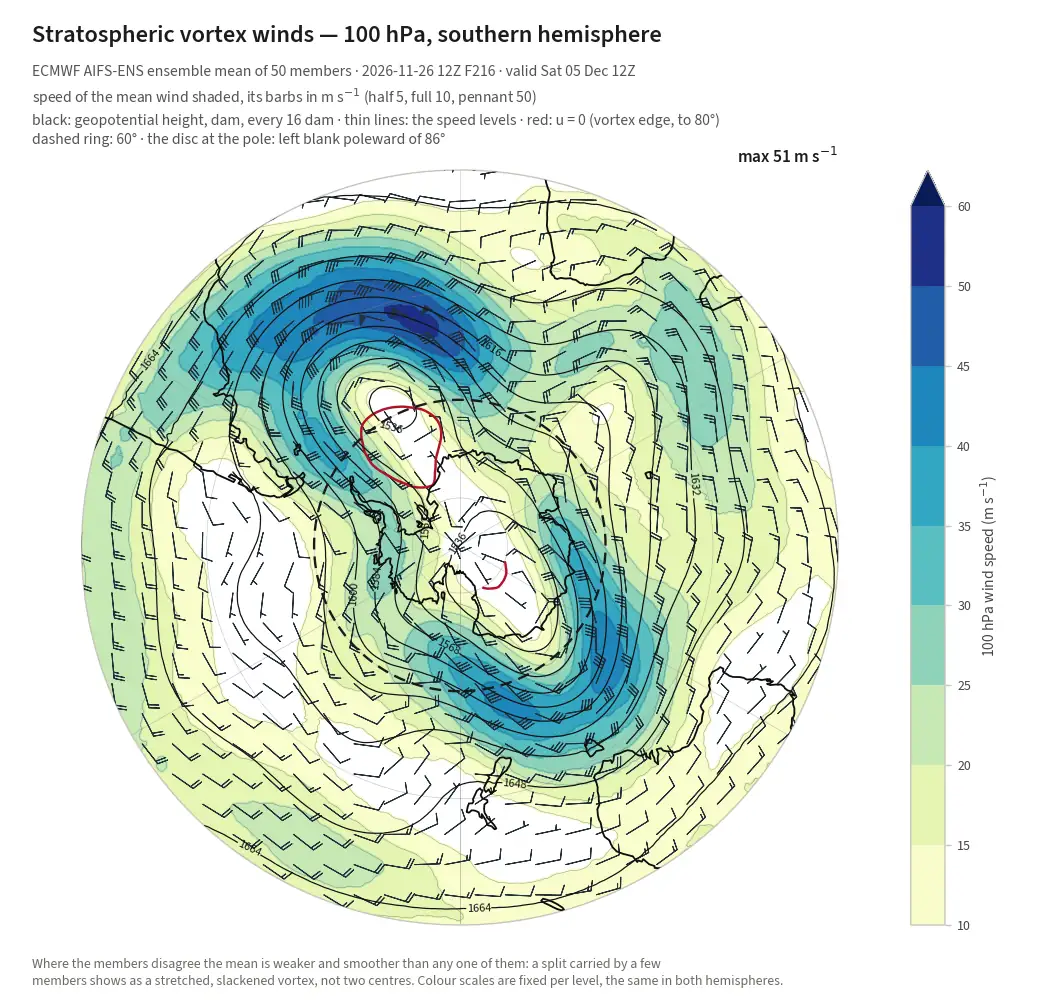 Stratospheric vortex winds — 100 hPa, southern hemisphere
ECMWF AIFS-ENS ensemble mean of 50 members · 2026-11-26 12Z F216 · valid Sat 05 Dec 12Z
speed of the mean wind shaded, its barbs in m s⁻¹ (half 5, full 10, pennant 50)
black: geopotential height, dam, every 16 dam · thin lines: the speed levels · red: u = 0 (vortex edge, to 80°)
dashed ring: 60° · the disc at the pole: left blank poleward of 86°
max 51 m s⁻¹
60
50
45
40
35
30
25
20
15
10
100 hPa wind speed (m s⁻¹)
1664
1616
1536
1632
1536
1584
1600
1568
1648
1664
1664
Where the members disagree the mean is weaker and smoother than any one of them: a split carried by a few
members shows as a stretched, slackened vortex, not two centres. Colour scales are fixed per level, the same in both hemispheres.